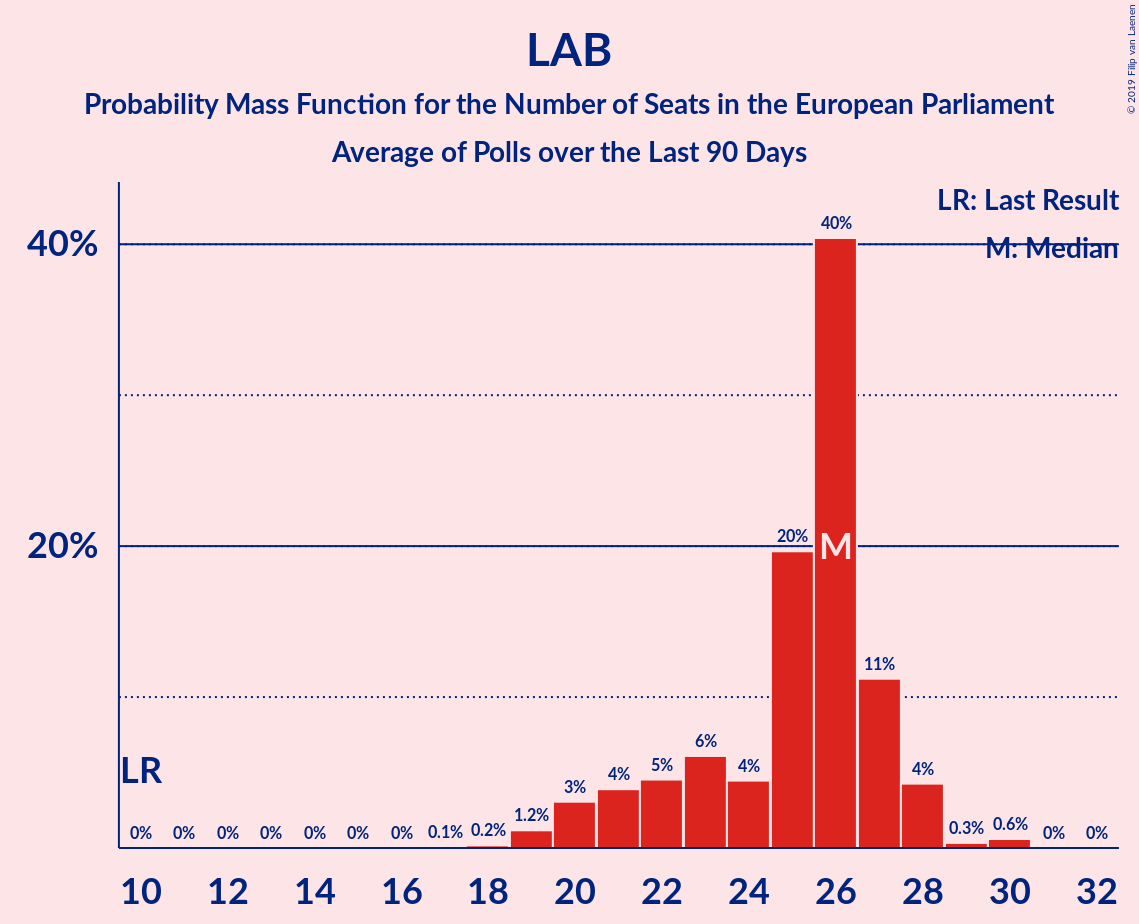 LAB
Probability Mass Function for the Number of Seats in the European Parliament
Average of Polls over the Last 90 Days
© 2019 Filip van Laenen
LR: Last Result
M: Median
40%
20%
40%
20%
M
11%
LR
0%
0%
0%
0%
0%
0%
0%
0.1%
0.2%
1.2%
3%
4%
5%
6%
4%
4%
0.3%
0.6%
0%
0%
10 12 14 16 18 20 22 24 26 28 30 32